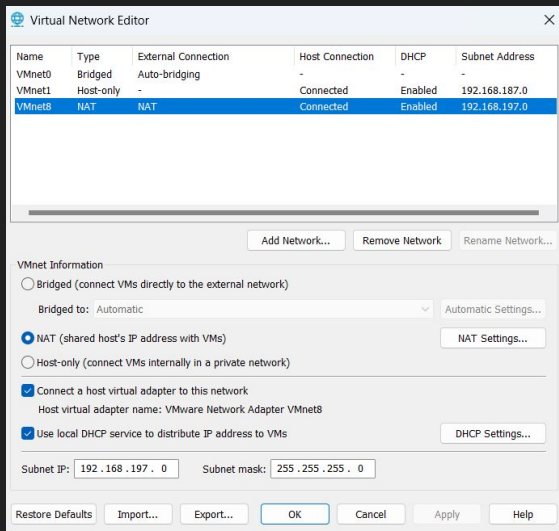 Virtual Network Editor
Name Type External Connection Host Connection DHCP Subnet Address
VMnet0 Bridged Auto-bridging - - -
VMnet1 Host-only - Connected Enabled 192.168.187.0
VMnet8 NAT NAT Connected Enabled 192.168.197.0
Add Network... Remove Network Rename Network...
VMnet Information
Bridged (connect VMs directly to the external network)
Bridged to: Automatic Automatic Settings...
NAT (shared host's IP address with VMs) NAT Settings...
Host-only (connect VMs internally in a private network)
Connect a host virtual adapter to this network
Host virtual adapter name: VMware Network Adapter VMnet8
Use local DHCP service to distribute IP address to VMs DHCP Settings...
Subnet IP: 192 . 168 . 197 . 0 Subnet mask: 255 . 255 . 255 . 0
Restore Defaults Import... Export... OK Cancel Apply Help